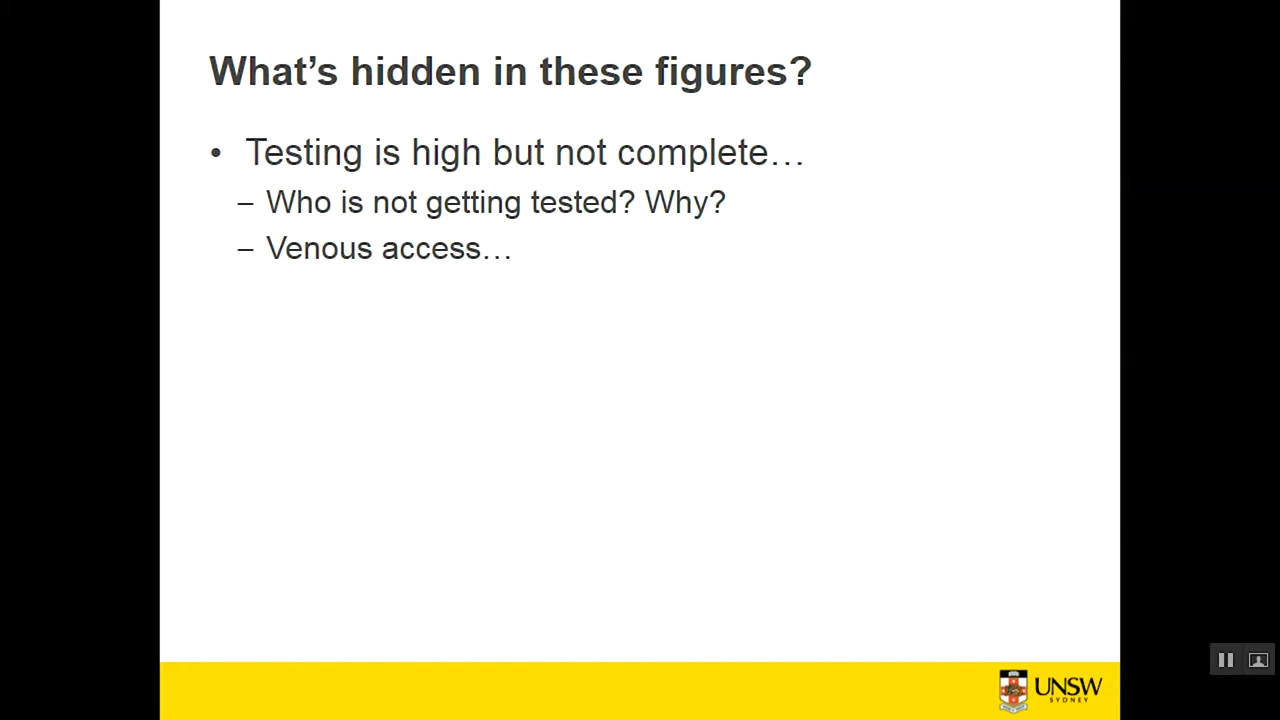 What’s hidden in these figures?
• Testing is high but not complete…
– Who is not getting tested? Why?
– Venous access…
UNSW
SYDNEY